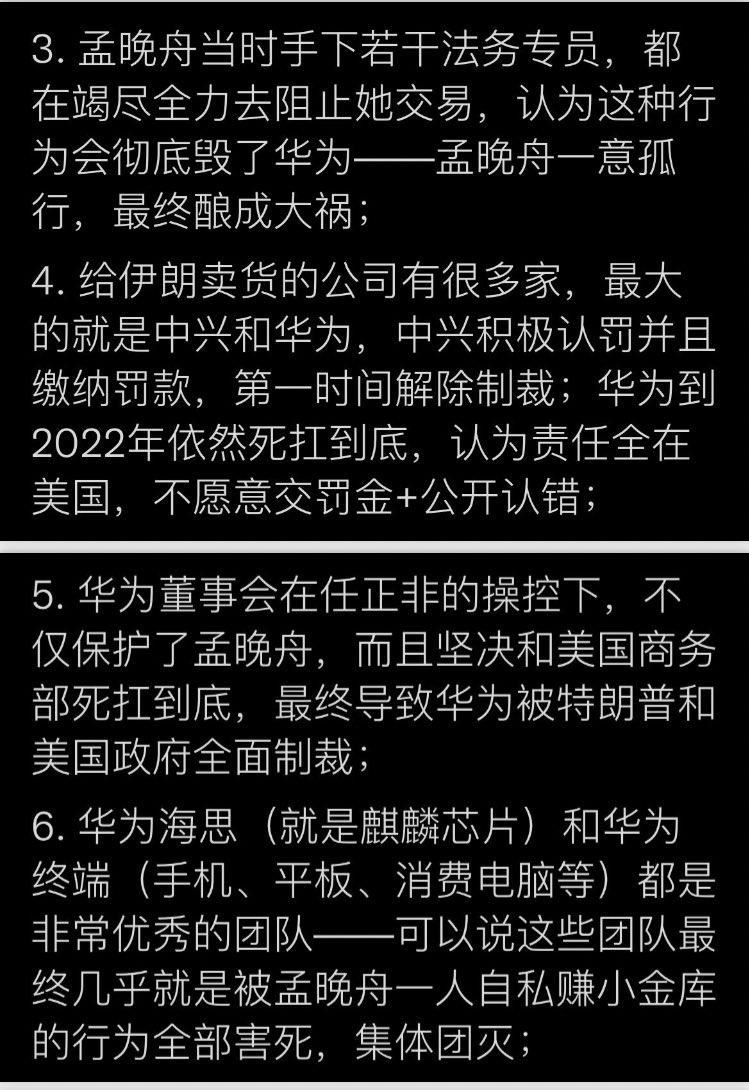 3. 孟晚舟当时手下若干法务专员，都
在竭尽全力去阻止她交易，认为这种行
为会彻底毁了华为——孟晚舟一意孤
行，最终酿成大祸；
4. 给伊朗卖货的公司有很多家，最大
的就是中兴和华为，中兴积极认罚并且
缴纳罚款，第一时间解除制裁；华为到
2022年依然死扛到底，认为责任全在
美国，不愿意交罚金+公开认错；
5. 华为董事会在任正非的操控下，不
仅保护了孟晚舟，而且坚决和美国商务
部死扛到底，最终导致华为被特朗普和
美国政府全面制裁；
6. 华为海思（就是麒麟芯片）和华为
终端（手机、平板、消费电脑等）都是
非常优秀的团队——可以说这些团队最
终几乎就是被孟晚舟一人自私赚小金库
的行为全部害死，集体团灭；